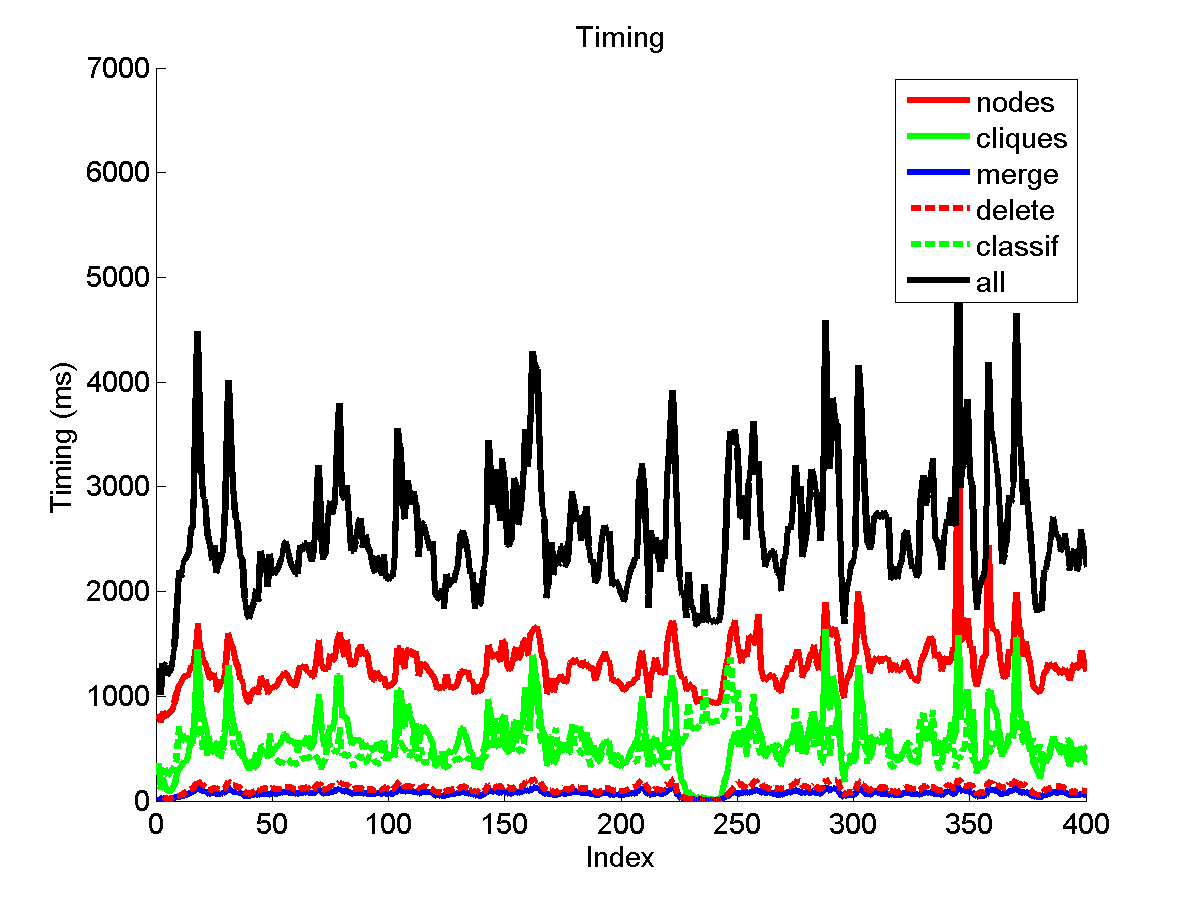 Timing
7000
6000
5000
4000
3000
2000
1000
0
Timing (ms)
nodes
cliques
merge
delete
classif
all
0 50 100 150 200 250 300 350 400
Index